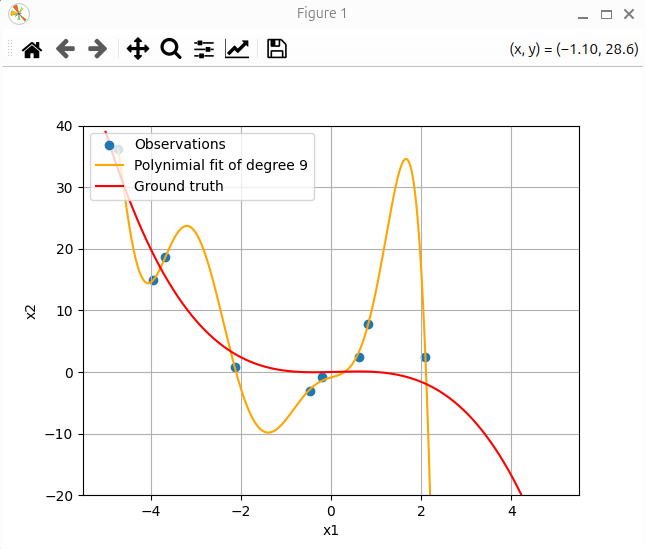 Figure 1
(x, y) = (−1.10, 28.6)
40
30
20
10
0
−10
−20
x2
Observations
Polynimial fit of degree 9
Ground truth
−4
−2
0
2
4
x1